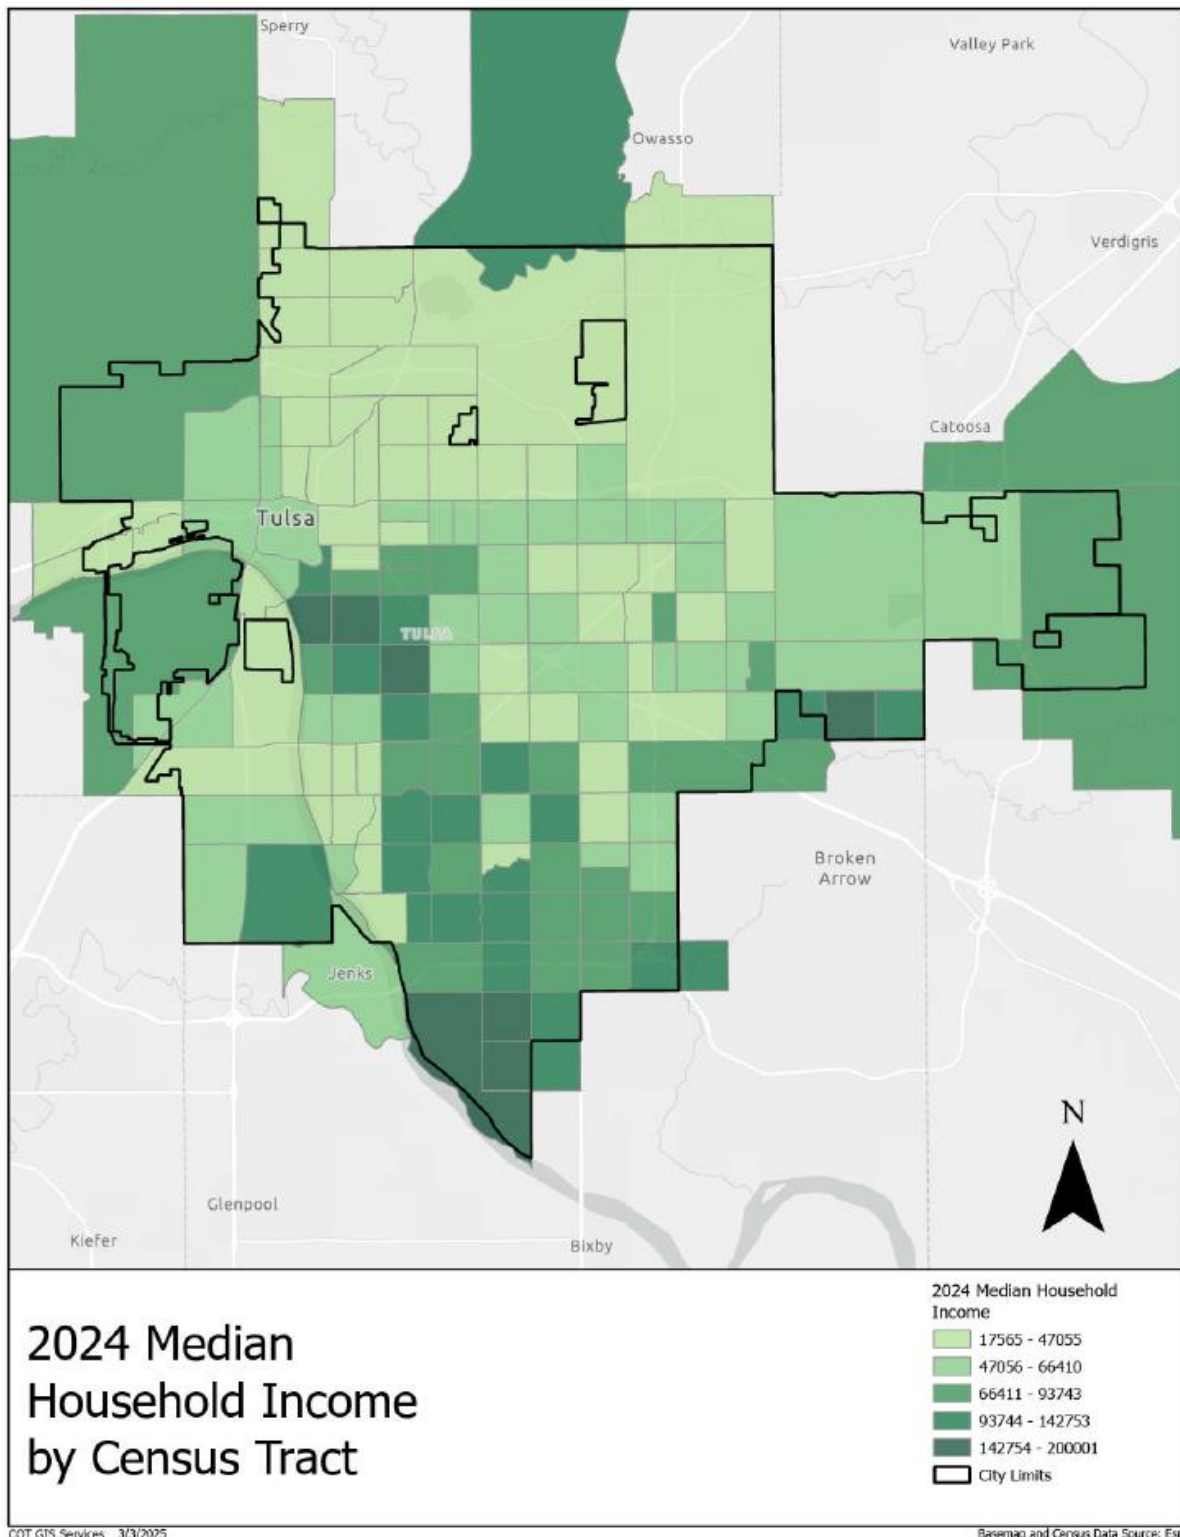 Sperry
Valley Park
Owasso
Verdigris
Catoosa
Tulsa
TULSA
Broken
Arrow
Jenks
N
Glenpool
Kiefer
Bixby
2024 Median
Household Income
by Census Tract
2024 Median Household
Income
17565 - 47055
47056 - 66410
66411 - 93743
93744 - 142753
142754 - 200001
City Limits
COT GIS Services 3/3/2025
Basemap and Census Data Source: Esr